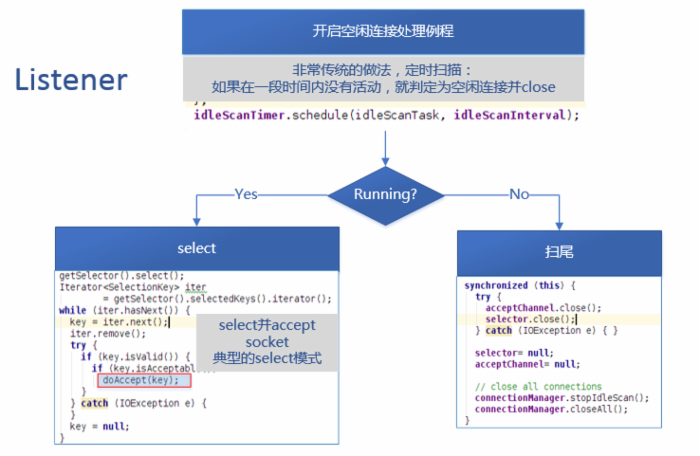 Listener
开启空闲连接处理例程
非常传统的做法，定时扫描：
如果在一段时间内没有活动，就判定为空闲连接并close
};
idleScanTimer.schedule(idleScanTask, idleScanInterval);
Running?
Yes
No
select
getSelector().select();
Iterator<SelectionKey> iter
= getSelector().selectedKeys().iterator();
while (iter.hasNext()) {
key = iter.next();
iter.remove();
try {
if (key.isValid()) {
if (key.isAcceptabl
doAccept(key);
}
} catch (IOException e) {
}
key = null;
}
select并accept
socket
典型的select模式
扫尾
synchronized (this) {
try {
acceptChannel.close();
selector.close();
} catch (IOException e) { }
selector= null;
acceptChannel= null;
// close all connections
connectionManager.stopIdleScan();
connectionManager.closeAll();
}